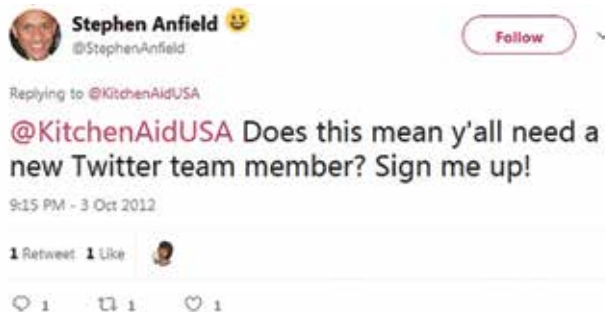 Stephen Anfield 😀
@StephenAnfield
Follow
Replying to @KitchenAidUSA
@KitchenAidUSA Does this mean y'all need a
new Twitter team member? Sign me up!
9:15 PM - 3 Oct 2012
1 Retweet 1 Like
1 1 1